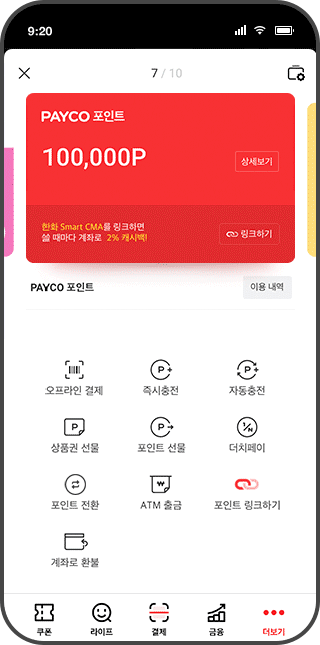 9:20
7 / 10
PAYCO 포인트
100,000P
상세보기
한화 Smart CMA를 링크하면
쓸 때마다 계좌로 2% 캐시백!
링크하기
PAYCO 포인트
이용 내역
오프라인 결제
즉시충전
자동충전
상품권 선물
포인트 선물
더치페이
포인트 전환
ATM 출금
포인트 링크하기
계좌로 환불
쿠폰
라이프
결제
금융
더보기